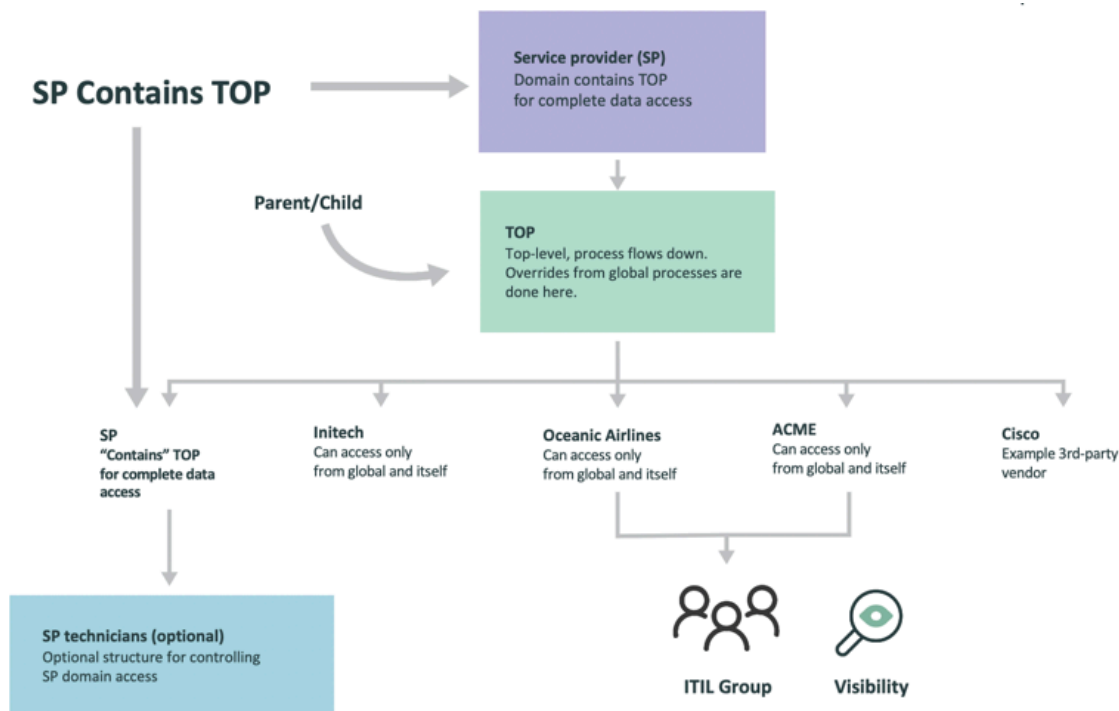 Service provider (SP)
Domain contains TOP
for complete data access
SP Contains TOP
Parent/Child
TOP
Top-level, process flows down.
Overrides from global processes are
done here.
SP
“Contains” TOP
for complete data
access
Initech
Can access only
from global and itself
Oceanic Airlines
Can access only
from global and itself
ACME
Can access only
from global and itself
Cisco
Example 3rd-party
vendor
SP technicians (optional)
Optional structure for controlling
SP domain access
ITIL Group
Visibility